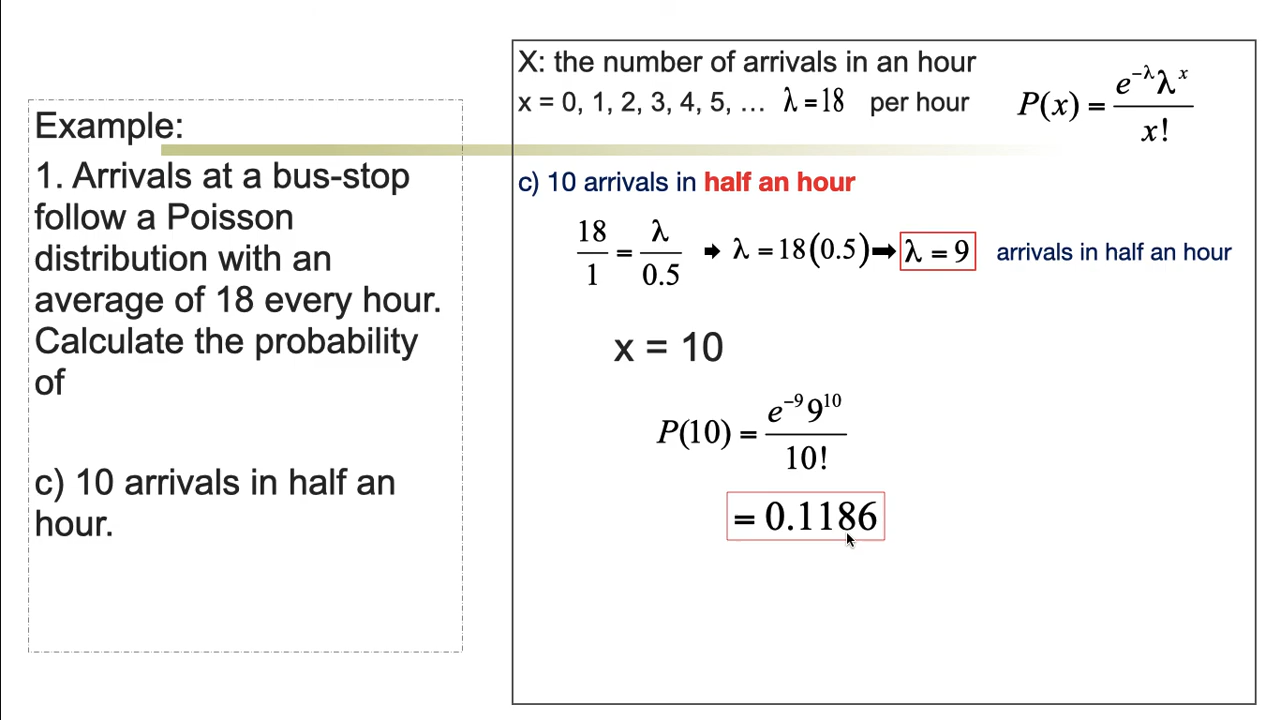 Example:
1. Arrivals at a bus-stop
follow a Poisson
distribution with an
average of 18 every hour.
Calculate the probability
of
c) 10 arrivals in half an
hour.
X: the number of arrivals in an hour
x = 0, 1, 2, 3, 4, 5, … λ = 18 per hour
P(x) = e^{-λ} λ^x / x!
c) 10 arrivals in half an hour
18/1 = λ/0.5 ➡ λ = 18(0.5) ➡ λ = 9 arrivals in half an hour
x = 10
P(10) = e^{-9} 9^{10} / 10!
= 0.1186